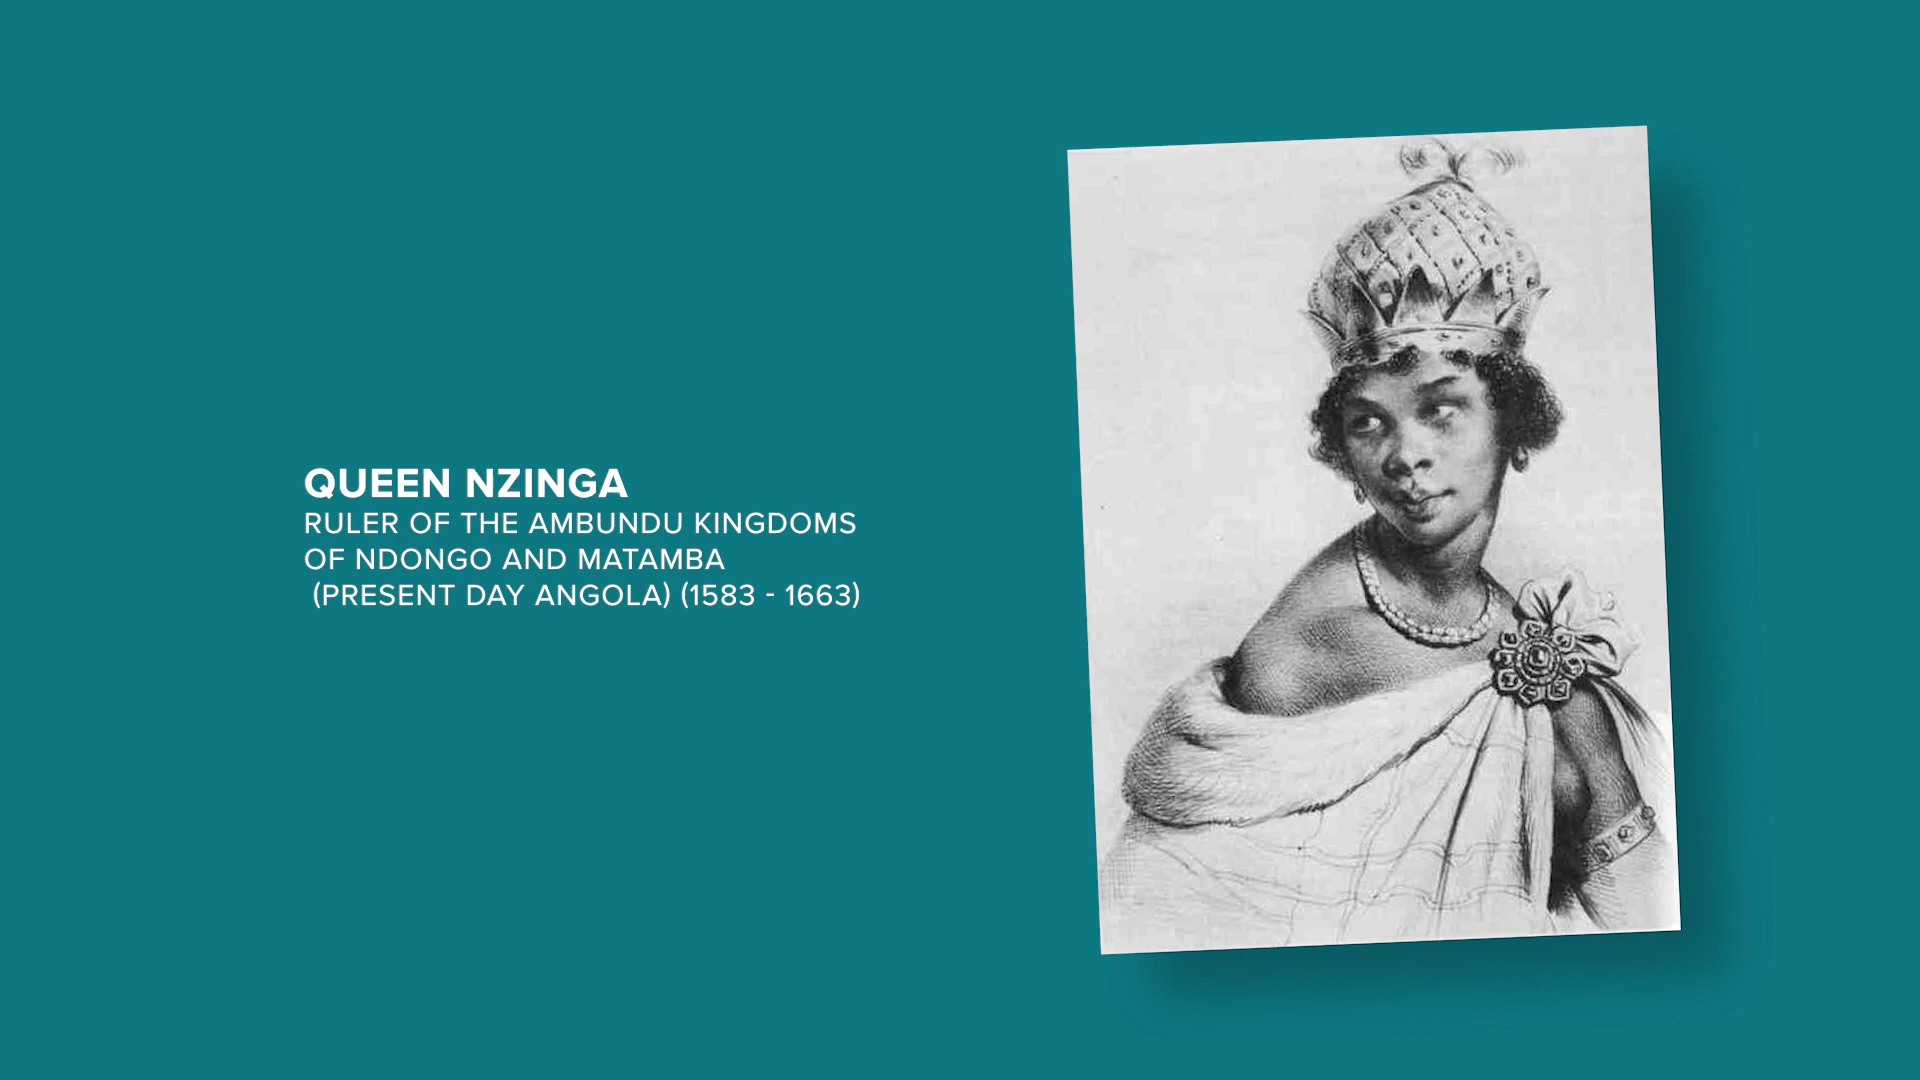 QUEEN NZINGA
RULER OF THE AMBUNDU KINGDOMS
OF NDONGO AND MATAMBA
(PRESENT DAY ANGOLA) (1583 - 1663)